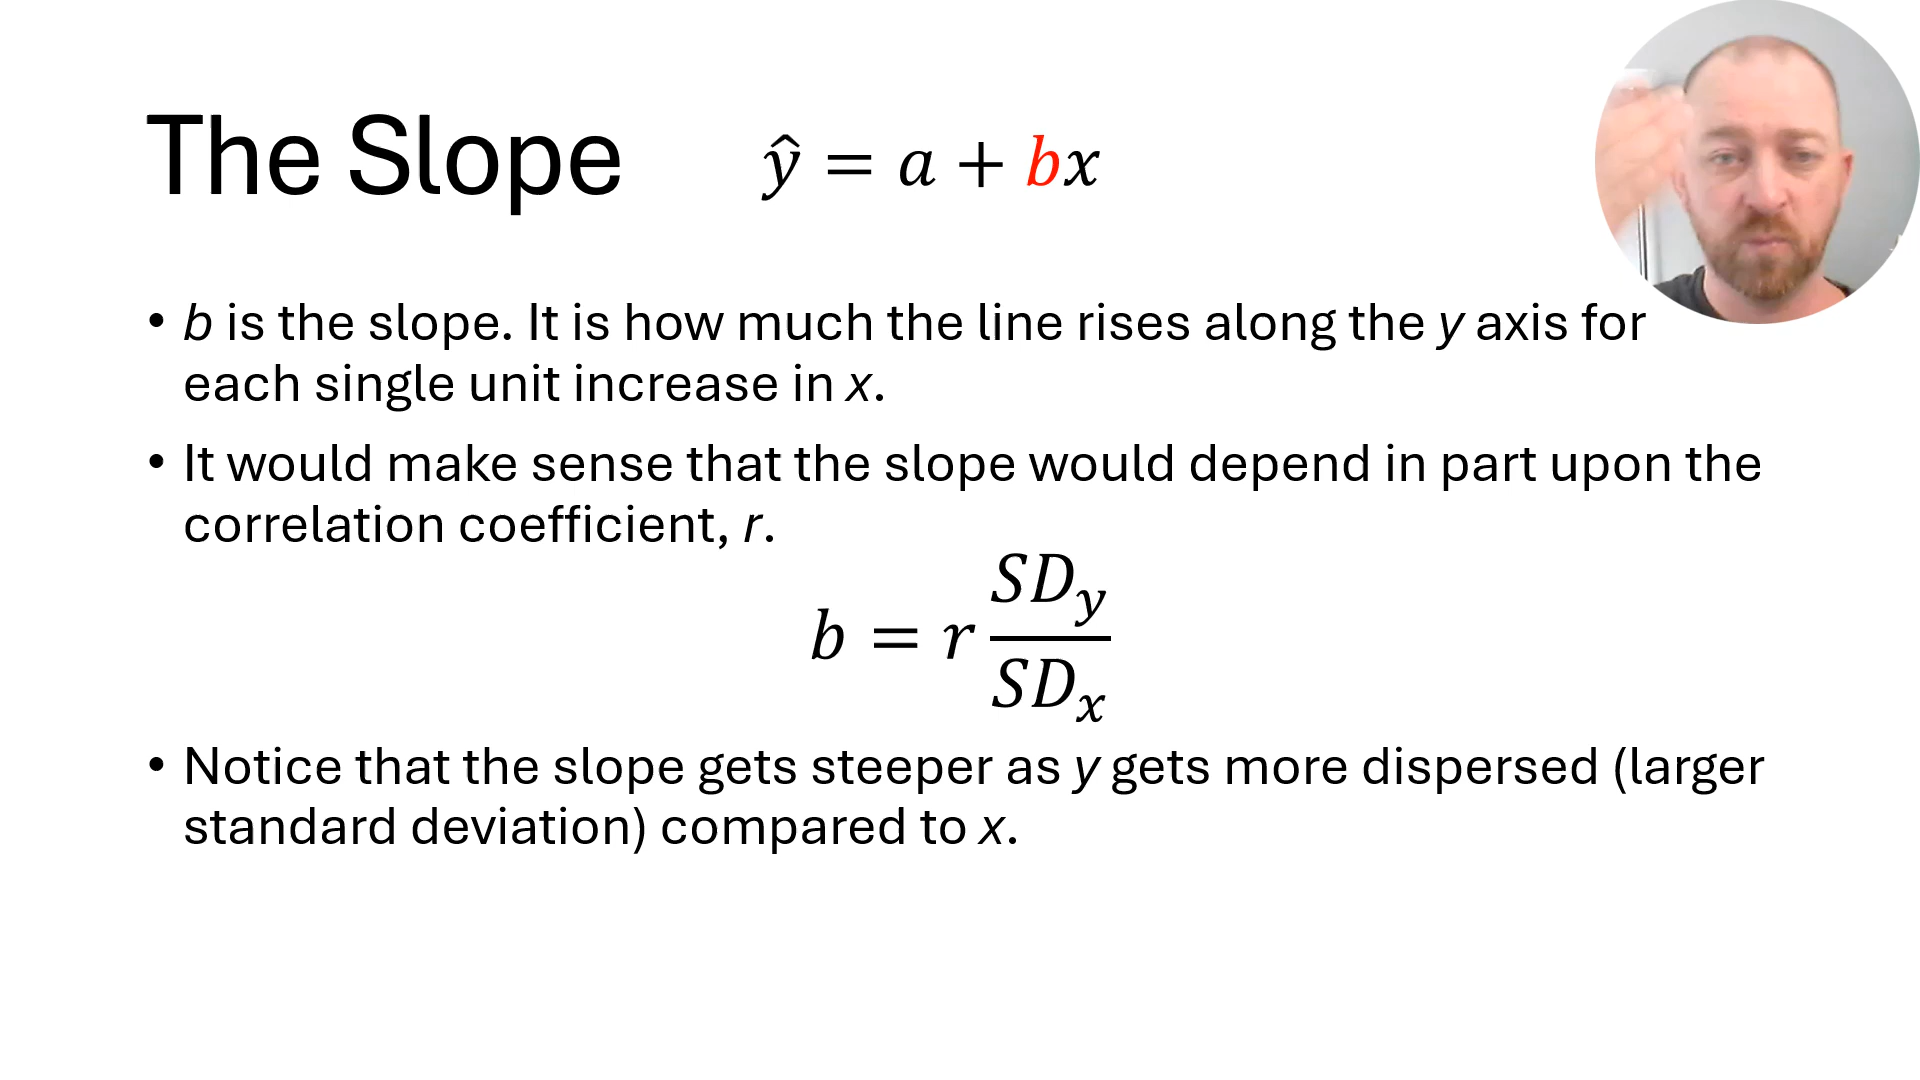 The Slope
ŷ = a + bx
• b is the slope. It is how much the line rises along the y axis for
each single unit increase in x.
• It would make sense that the slope would depend in part upon the
correlation coefficient, r.
b = r SD_y / SD_x
• Notice that the slope gets steeper as y gets more dispersed (larger
standard deviation) compared to x.